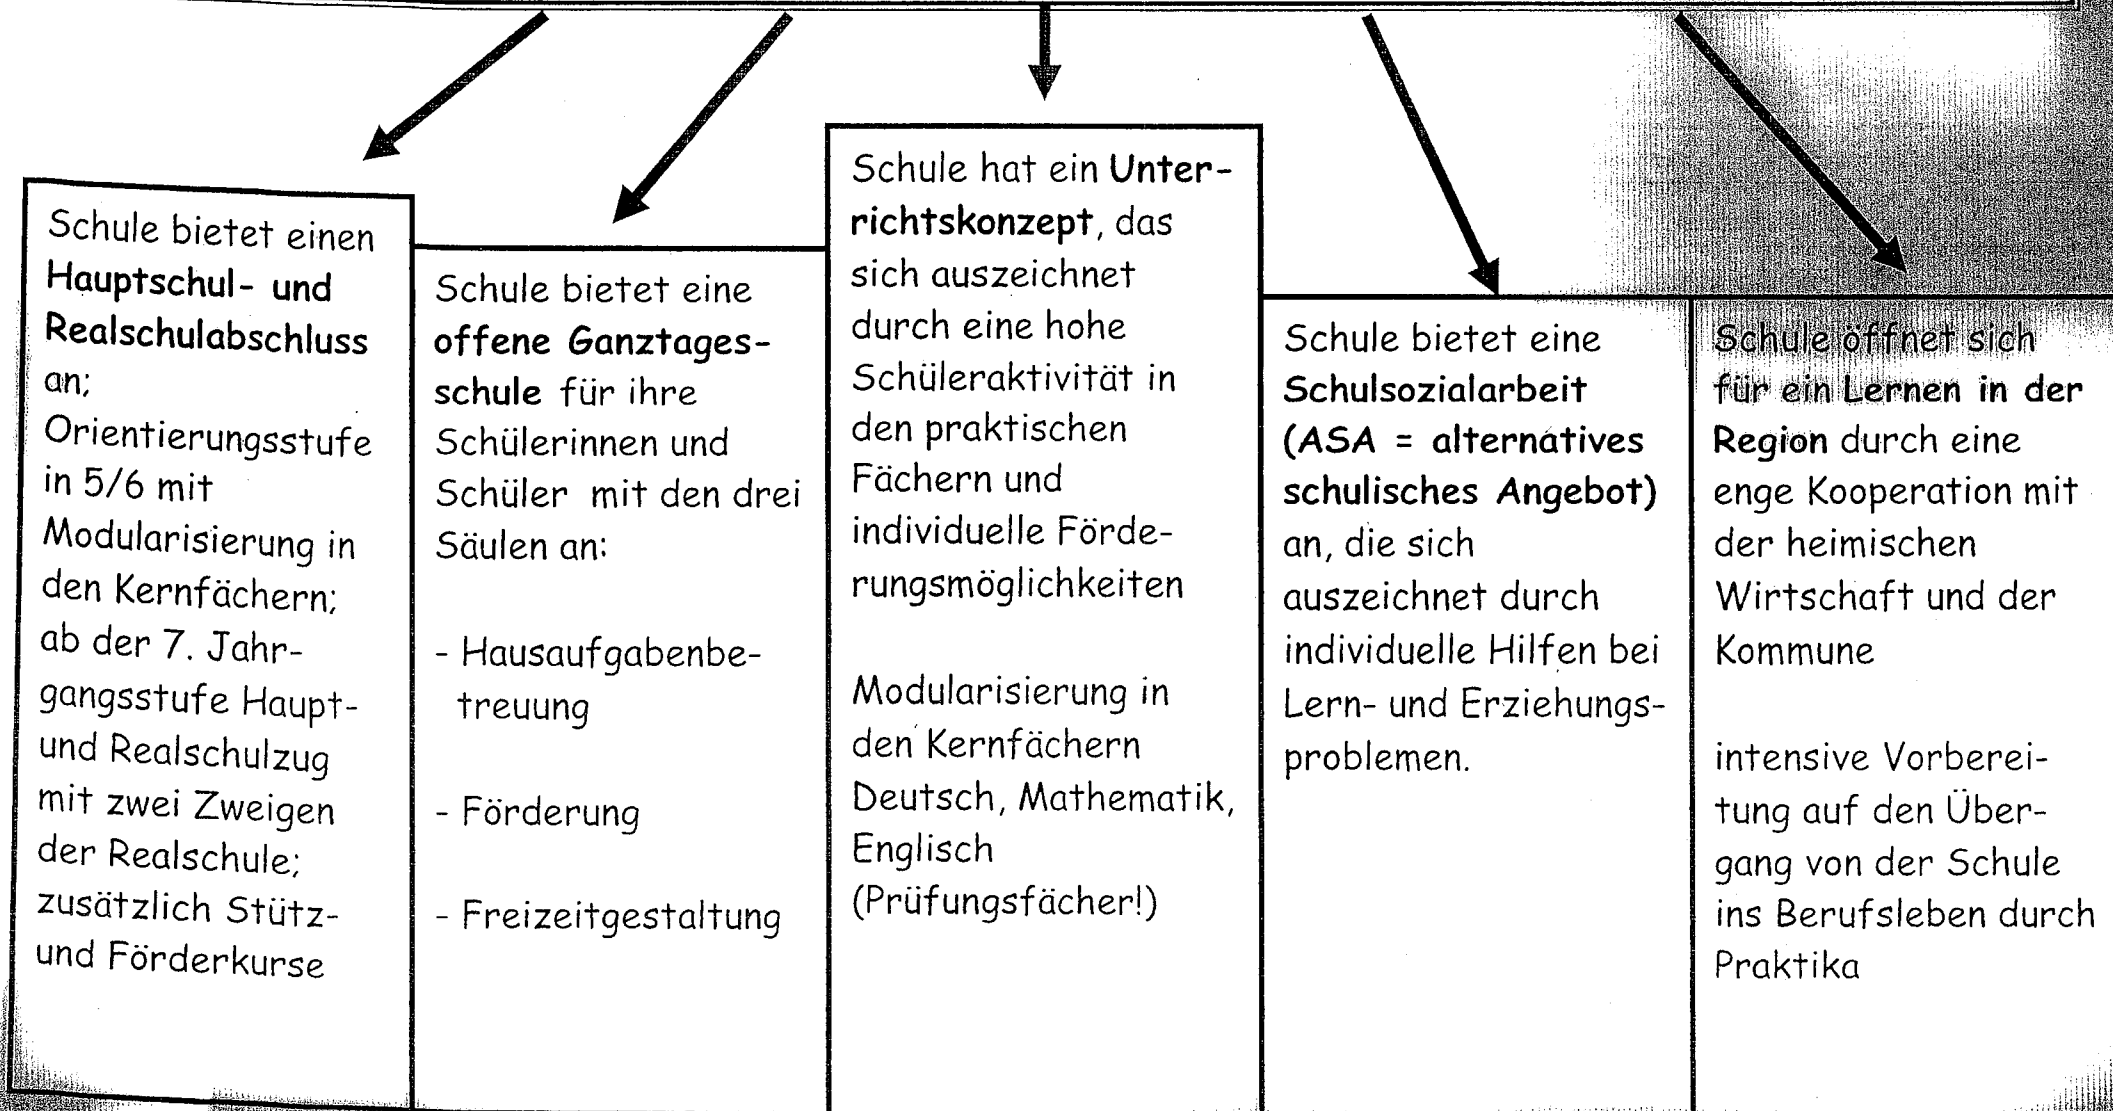 Schule bietet einen
Hauptschul- und
Realschulabschluss
an;
Orientierungsstufe
in 5/6 mit
Modularisierung in
den Kernfächern;
ab der 7. Jahr-
gangsstufe Haupt-
und Realschulzug
mit zwei Zweigen
der Realschule;
zusätzlich Stütz-
und Förderkurse
Schule bietet eine
offene Ganztages-
schule für ihre
Schülerinnen und
Schüler mit den drei
Säulen an:
- Hausaufgabenbe-
treuung
- Förderung
- Freizeitgestaltung
Schule hat ein Unter-
richtskonzept, das
sich auszeichnet
durch eine hohe
Schüleraktivität in
den praktischen
Fächern und
individuelle Förde-
rungsmöglichkeiten
Modularisierung in
den Kernfächern
Deutsch, Mathematik,
Englisch
(Prüfungsfächer!)
Schule bietet eine
Schulsozialarbeit
(ASA = alternatives
schulisches Angebot)
an, die sich
auszeichnet durch
individuelle Hilfen bei
Lern- und Erziehungs-
problemen.
Schule öffnet sich
für ein Lernen in der
Region durch eine
enge Kooperation mit
der heimischen
Wirtschaft und der
Kommune
intensive Vorberei-
tung auf den Über-
gang von der Schule
ins Berufsleben durch
Praktika